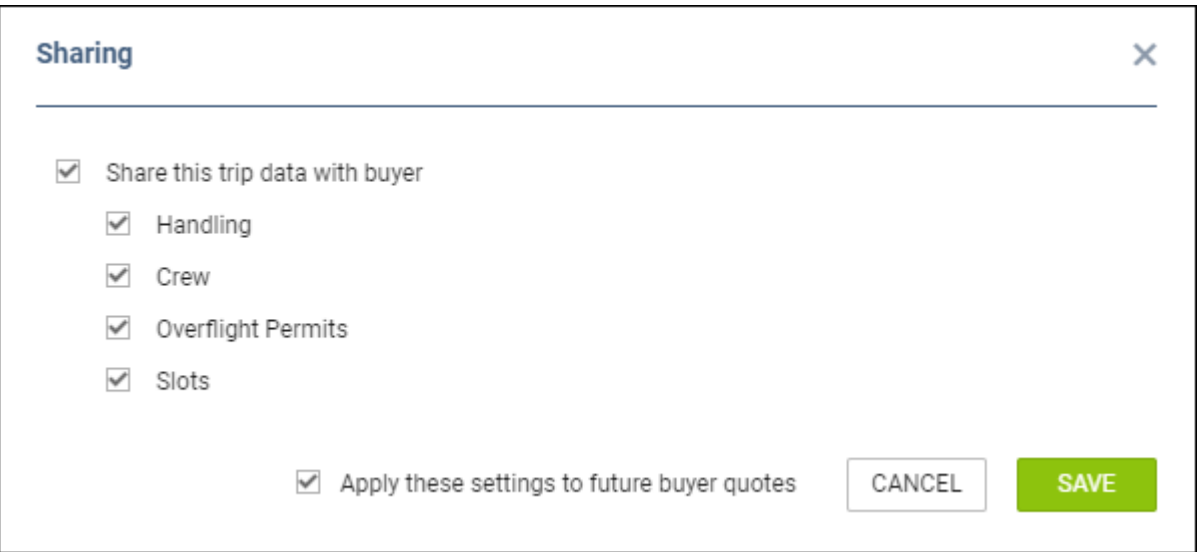 Sharing
Share this trip data with buyer
Handling
Crew
Overflight Permits
Slots
Apply these settings to future buyer quotes CANCEL SAVE